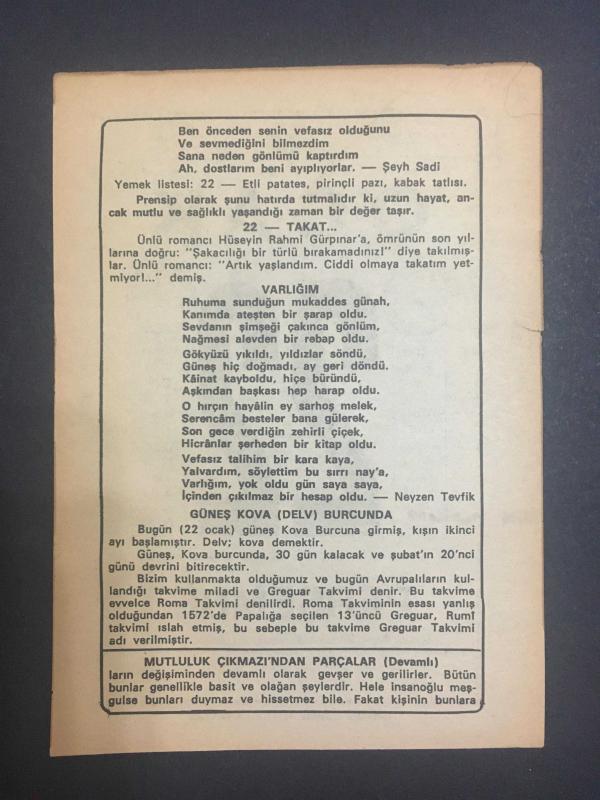 Ben önceden senin vefasız olduğunu
Ve sevmediğini bilmezdim
Sana neden gönlümü kaptırdım
Ah, dostlarım beni ayıplıyorlar. — Şeyh Sadi
Yemek listesi: 22 — Etli patates, pirinçli pazı, kabak tatlısı.
Prensip olarak şunu hatırda tutmalıdır ki, uzun hayat, an-
cak mutlu ve sağlıklı yaşandığı zaman bir değer taşır.
22 — TAKAT...
Ünlü romancı Hüseyin Rahmi Gürpınar'a, ömrünün son yıl-
larına doğru: "Şakacılığı bir türlü bırakamadınız!" diye takılmış-
lar. Ünlü romancı: "Artık yaşlandım. Ciddi olmaya takatım yet-
miyor!..." demiş.
VARLIĞIM
Ruhuma sunduğun mukaddes günah,
Kanımda ateşten bir şarap oldu.
Sevdanın şimşeği çakınca gönlüm,
Nağmesi alevden bir rebap oldu.
Gökyüzü yıkıldı, yıldızlar söndü,
Güneş hiç doğmadı, ay geri döndü.
Kâinat kayboldu, hiçe büründü,
Aşkından başkası hep harap oldu.
O hırçın hayâlin ey sarhoş melek,
Serencâm besteler bana gülerek,
Son gece verdiğin zehirli çiçek,
Hicrânlar şerheden bir kitap oldu.
Vefasız talihim bir kara kaya,
Yalvardım, söylettim bu sırrı nay'a,
Varlığım, yok oldu gün saya saya,
İçinden çıkılmaz bir hesap oldu. — Neyzen Tevfik
GÜNEŞ KOVA (DELV) BURCUNDA
Bugün (22 ocak) güneş Kova Burcuna girmiş, kışın ikinci
ayı başlamıştır. Delv; kova demektir.
Güneş, Kova burcunda, 30 gün kalacak ve şubat'ın 20'nci
günü devrini bitirecektir.
Bizim kullanmakta olduğumuz ve bugün Avrupalıların kul-
landığı takvime miladi ve Greguar Takvimi denir. Bu takvime
evvelce Roma Takvimi denilirdi. Roma Takviminin esası yanlış
olduğundan 1572'de Papalığa seçilen 13'üncü Greguar, Rumî
takvimi ıslah etmiş, bu sebeple bu takvime Greguar Takvimi
adı verilmiştir.
MUTLULUK ÇIKMAZI'NDAN PARÇALAR (Devamlı)
ların değişiminden devamlı olarak gevşer ve gerilirler. Bütün
bunlar genellikle basit ve olağan şeylerdir. Hele insanoğlu meş-
gulse bunları duymaz ve hissetmez bile. Fakat kişinin bunlara